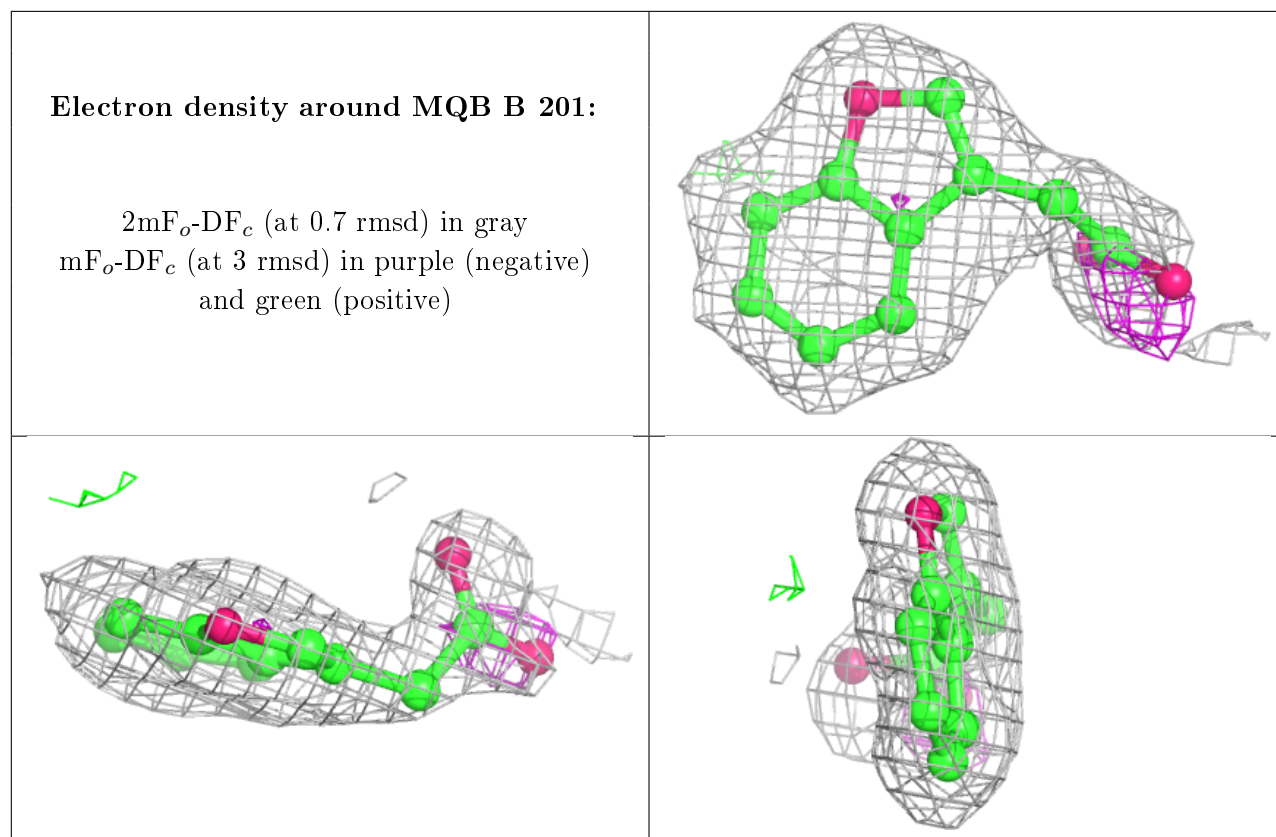 Electron density around MQB B 201:
2mFₒ-DF𝒸 (at 0.7 rmsd) in gray
mFₒ-DF𝒸 (at 3 rmsd) in purple (negative)
and green (positive)